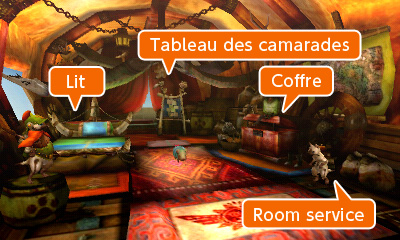 Tableau des camarades
Lit
Coffre
Room service